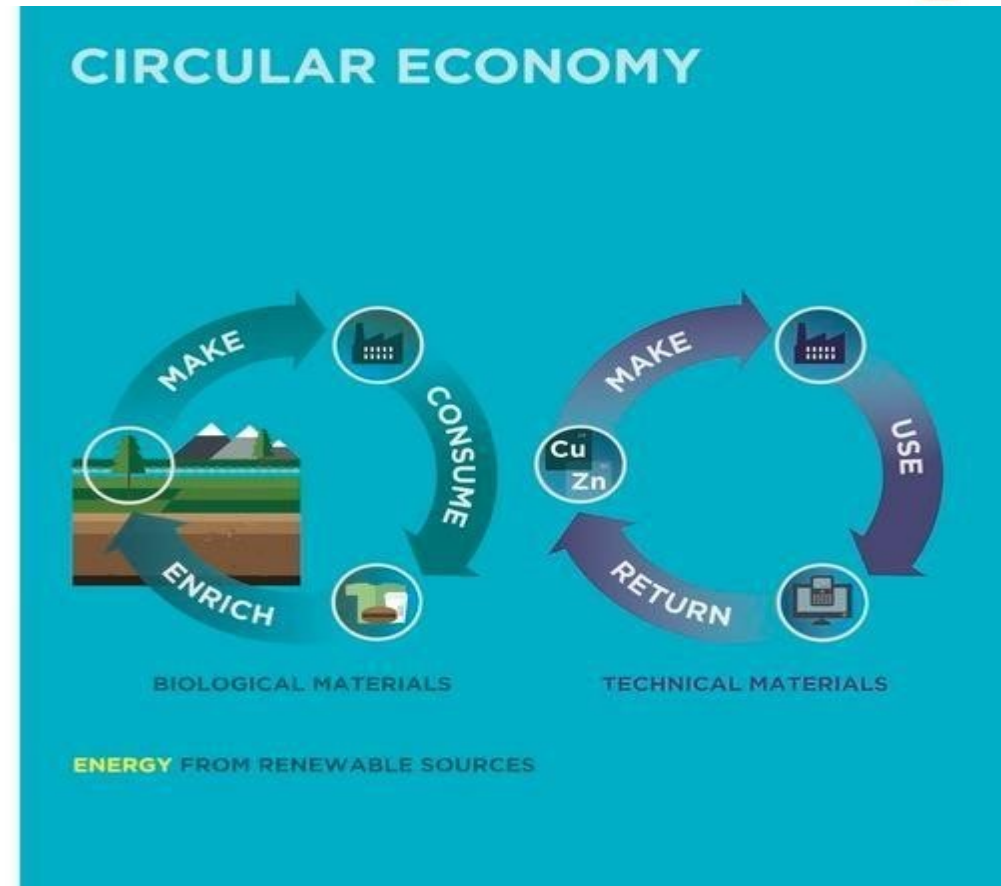 CIRCULAR ECONOMY
MAKE
CONSUME
ENRICH
BIOLOGICAL MATERIALS
MAKE
USE
RETURN
Cu
Zn
TECHNICAL MATERIALS
ENERGY FROM RENEWABLE SOURCES